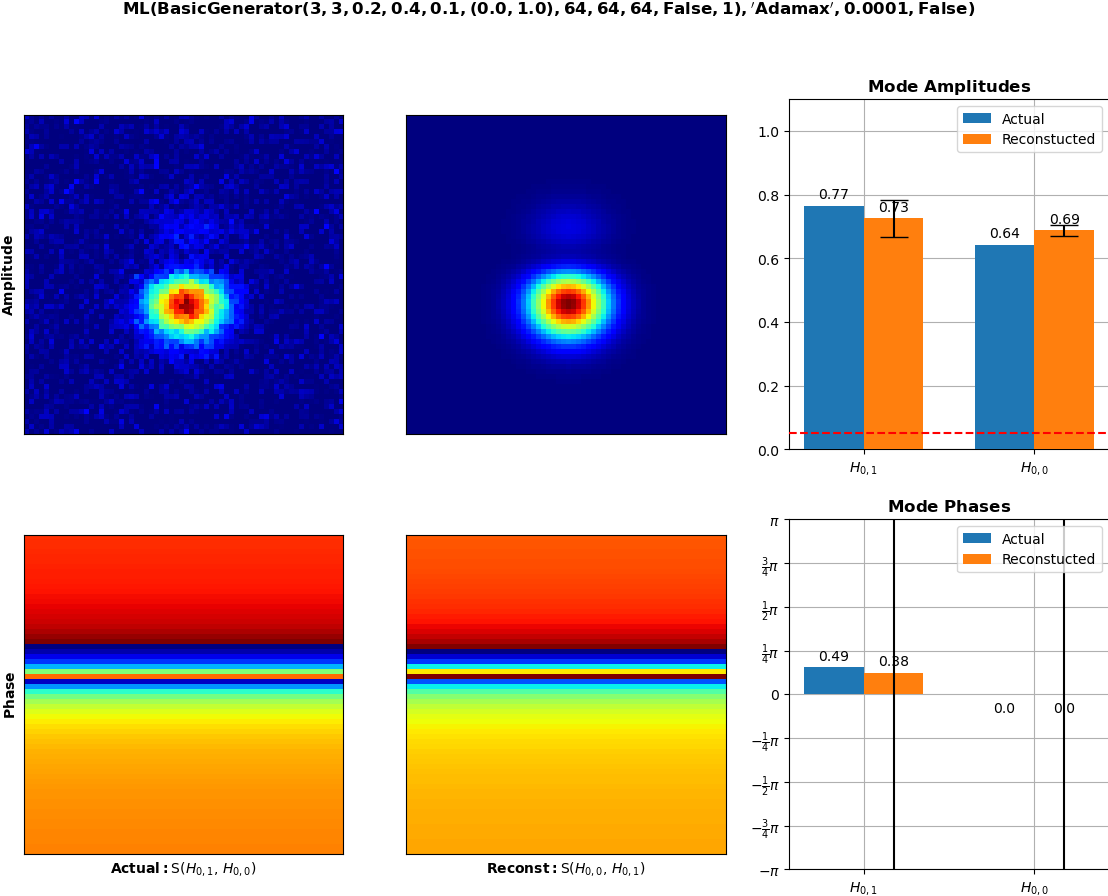 ML(BasicGenerator(3, 3, 0.2, 0.4, 0.1, (0.0, 1.0), 64, 64, 64, False, 1), 'Adamax', 0.0001, False)
Amplitude
Mode Amplitudes
Actual
Reconstucted
1.0
0.8
0.6
0.4
0.2
0.0
0.77
0.73
0.64
0.69
H₀,₁
H₀,₀
Phase
Actual: S(H₀,₁, H₀,₀)
Reconst: S(H₀,₀, H₀,₁)
Mode Phases
Actual
Reconstucted
π
3/4π
1/2π
1/4π
0
−1/4π
−1/2π
−3/4π
−π
0.49
0.38
0.0
0.0
H₀,₁
H₀,₀